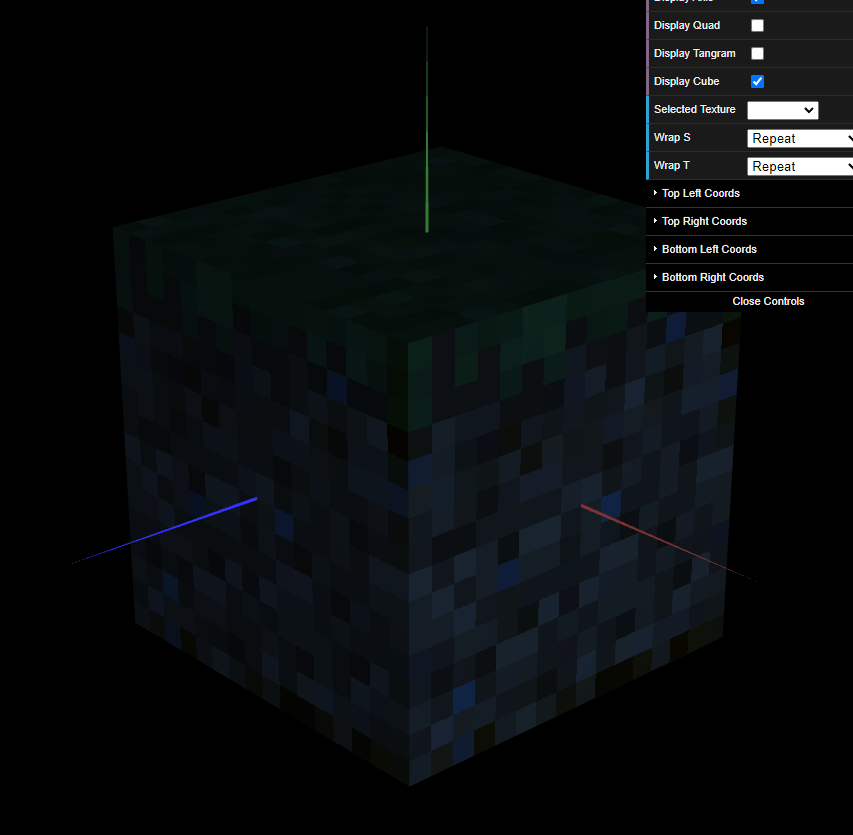 Display Quad
Display Tangram
Display Cube
Selected Texture
Wrap S Repeat
Wrap T Repeat
Top Left Coords
Top Right Coords
Bottom Left Coords
Bottom Right Coords
Close Controls